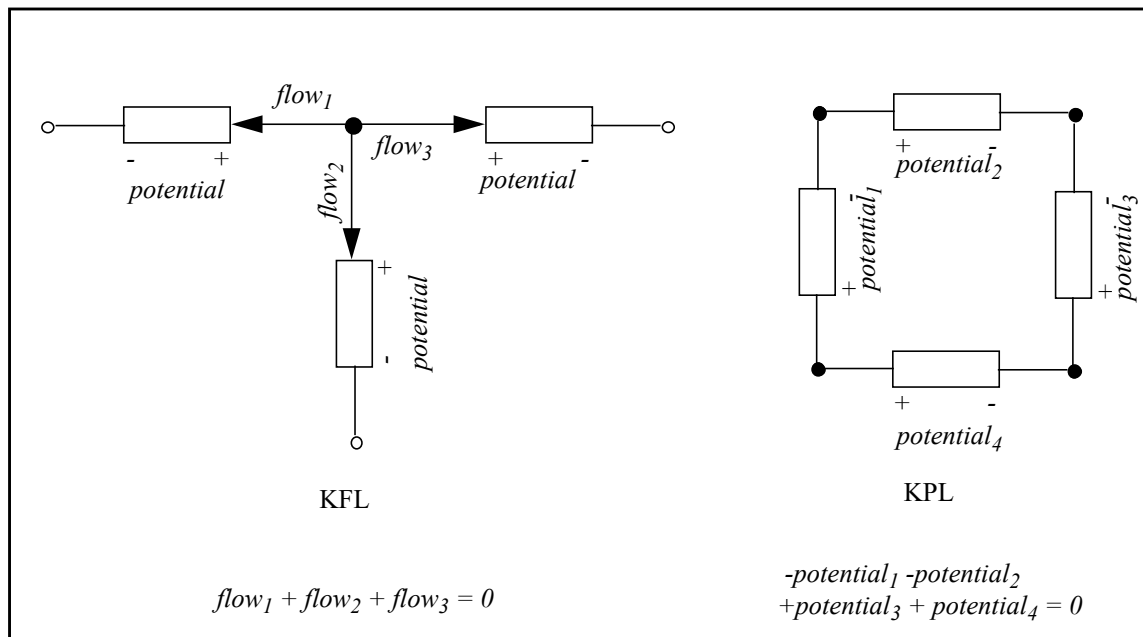 flow1
flow3
flow2
- +
potential
+ -
potential
+
-
potential
KFL
flow1 + flow2 + flow3 = 0
+ -
potential2
-
+
potential1
-
+
potential3
+ -
potential4
KPL
-potential1 -potential2
+potential3 + potential4 = 0